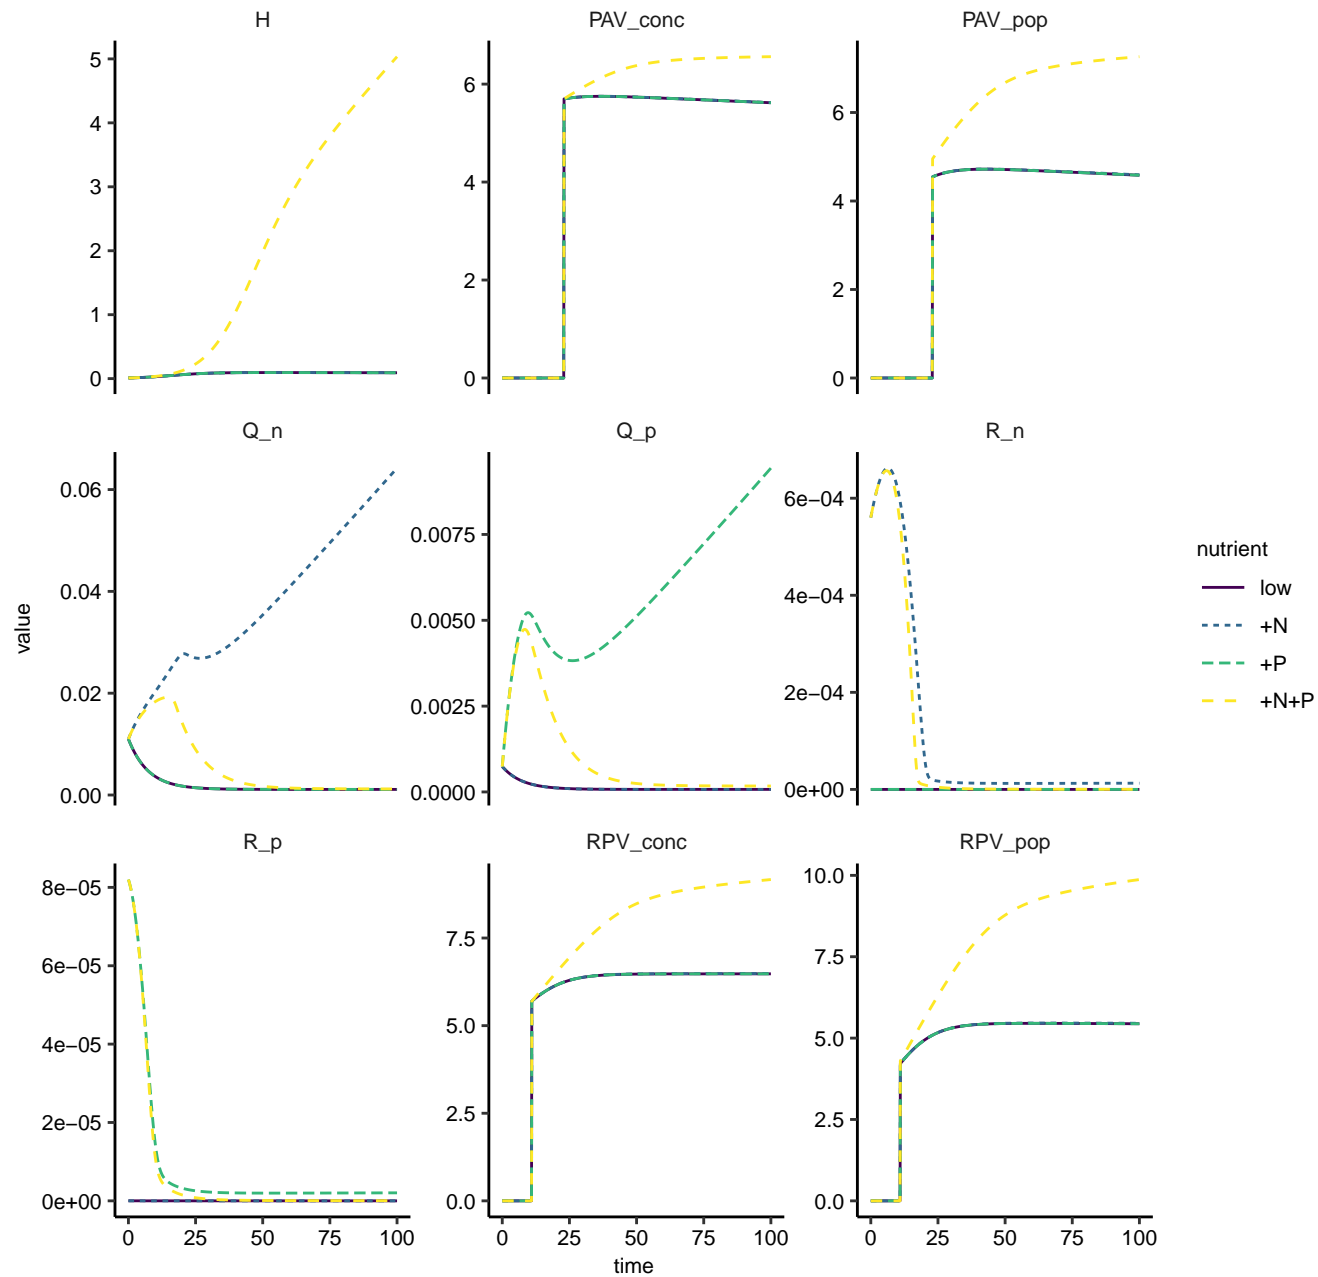 H
PAV_conc
PAV_pop
5
4
3
2
1
0
6
4
2
0
6
4
2
0
Q_n
Q_p
R_n
0.06
0.04
0.02
0.00
0.0075
0.0050
0.0025
0.0000
6e−04
4e−04
2e−04
0e+00
R_p
RPV_conc
RPV_pop
8e−05
6e−05
4e−05
2e−05
0e+00
7.5
5.0
2.5
0.0
10.0
7.5
5.0
2.5
0.0
0 25 50 75 100
0 25 50 75 100
0 25 50 75 100
time
value
nutrient
low
+N
+P
+N+P